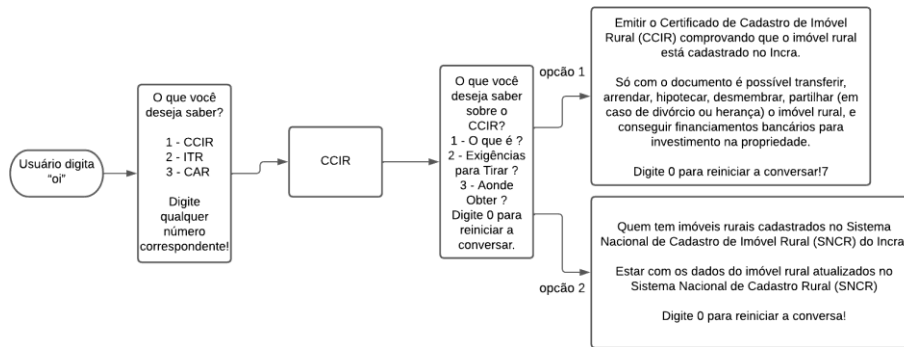 Usuário digita
“oi”
O que você
deseja saber?
1 - CCIR
2 - ITR
3 - CAR
Digite
qualquer
número
correspondente!
CCIR
O que você
deseja saber
sobre o
CCIR?
1 - O que é ?
2 - Exigências
para Tirar ?
3 - Aonde
Obter ?
Digite 0 para
reiniciar a
conversar.
opcão 1
Emitir o Certificado de Cadastro de Imóvel
Rural (CCIR) comprovando que o imóvel rural
está cadastrado no Incra.
Só com o documento é possível transferir,
arrendar, hipotecar, desmembrar, partilhar (em
caso de divórcio ou herança) o imóvel rural, e
conseguir financiamentos bancários para
investimento na propriedade.
Digite 0 para reiniciar a conversar!7
opcão 2
Quem tem imóveis rurais cadastrados no Sistema
Nacional de Cadastro de Imóvel Rural (SNCR) do Incra
Estar com os dados do imóvel rural atualizados no
Sistema Nacional de Cadastro Rural (SNCR)
Digite 0 para reiniciar a conversa!